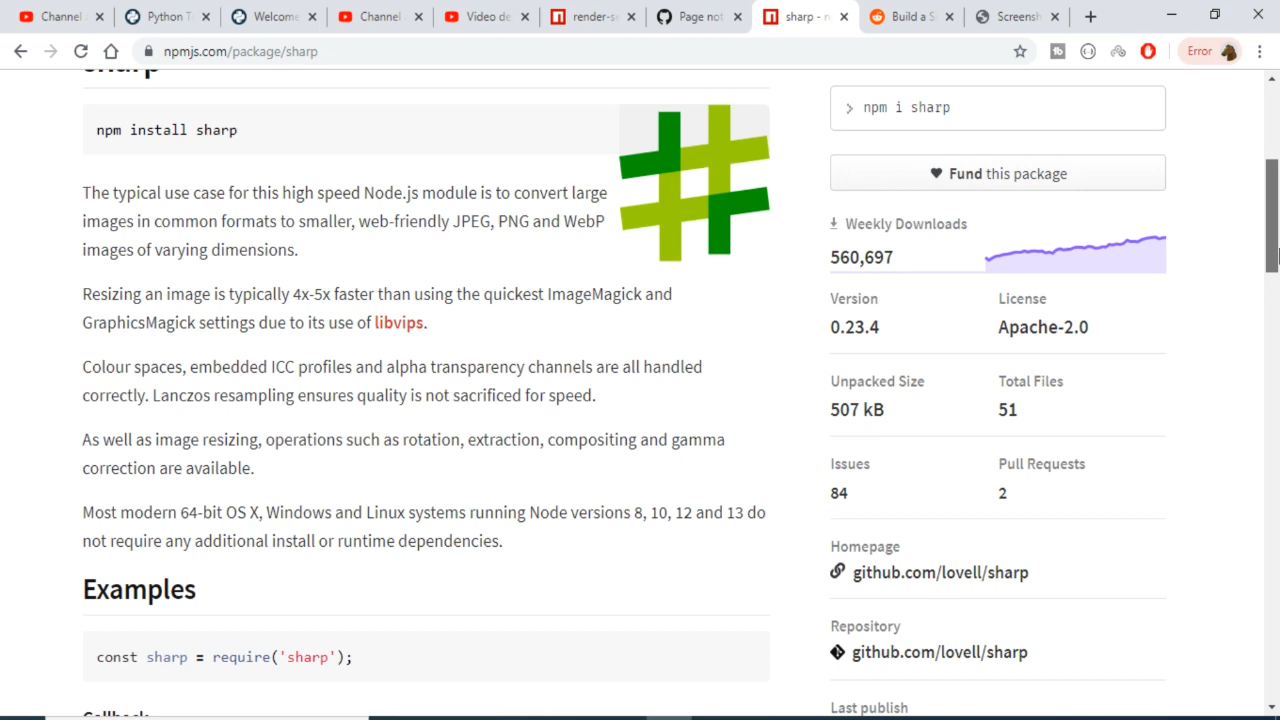 Channel
Python T
Welcome
Channel
Video de
render-s
Page not
sharp - n
Build a S
Screensh
npmjs.com/package/sharp
Error
sharp
npm install sharp
The typical use case for this high speed Node.js module is to convert large
images in common formats to smaller, web-friendly JPEG, PNG and WebP
images of varying dimensions.
Resizing an image is typically 4x-5x faster than using the quickest ImageMagick and
GraphicsMagick settings due to its use of libvips.
Colour spaces, embedded ICC profiles and alpha transparency channels are all handled
correctly. Lanczos resampling ensures quality is not sacrificed for speed.
As well as image resizing, operations such as rotation, extraction, compositing and gamma
correction are available.
Most modern 64-bit OS X, Windows and Linux systems running Node versions 8, 10, 12 and 13 do
not require any additional install or runtime dependencies.
Examples
const sharp = require('sharp');
Callback
> npm i sharp
Fund this package
Weekly Downloads
560,697
Version
License
0.23.4
Apache-2.0
Unpacked Size
Total Files
507 kB
51
Issues
Pull Requests
84
2
Homepage
github.com/lovell/sharp
Repository
github.com/lovell/sharp
Last publish